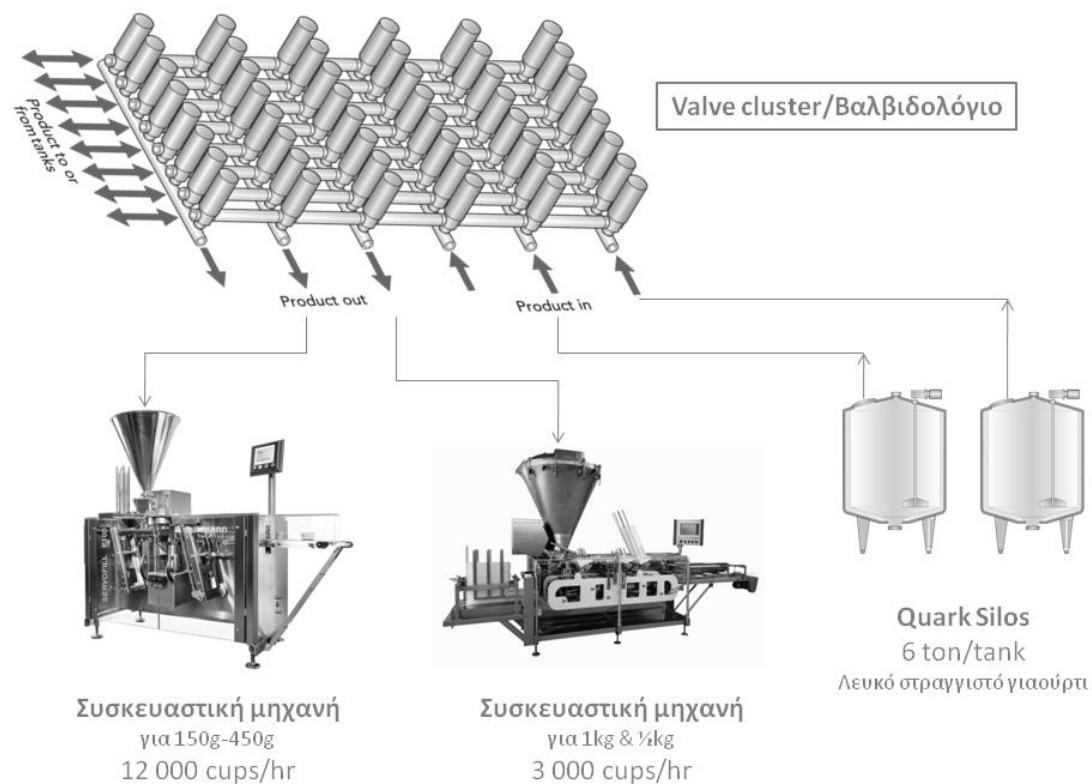 Valve cluster/Βαλβιδολόγιο
Product to or
from tanks
Product out
Product in
SERVOFILL
Quark Silos
6 ton/tank
Λευκό στραγγιστό γιαούρτι
Συσκευαστική μηχανή
για 150g-450g
12 000 cups/hr
Συσκευαστική μηχανή
για 1kg & ½kg
3 000 cups/hr